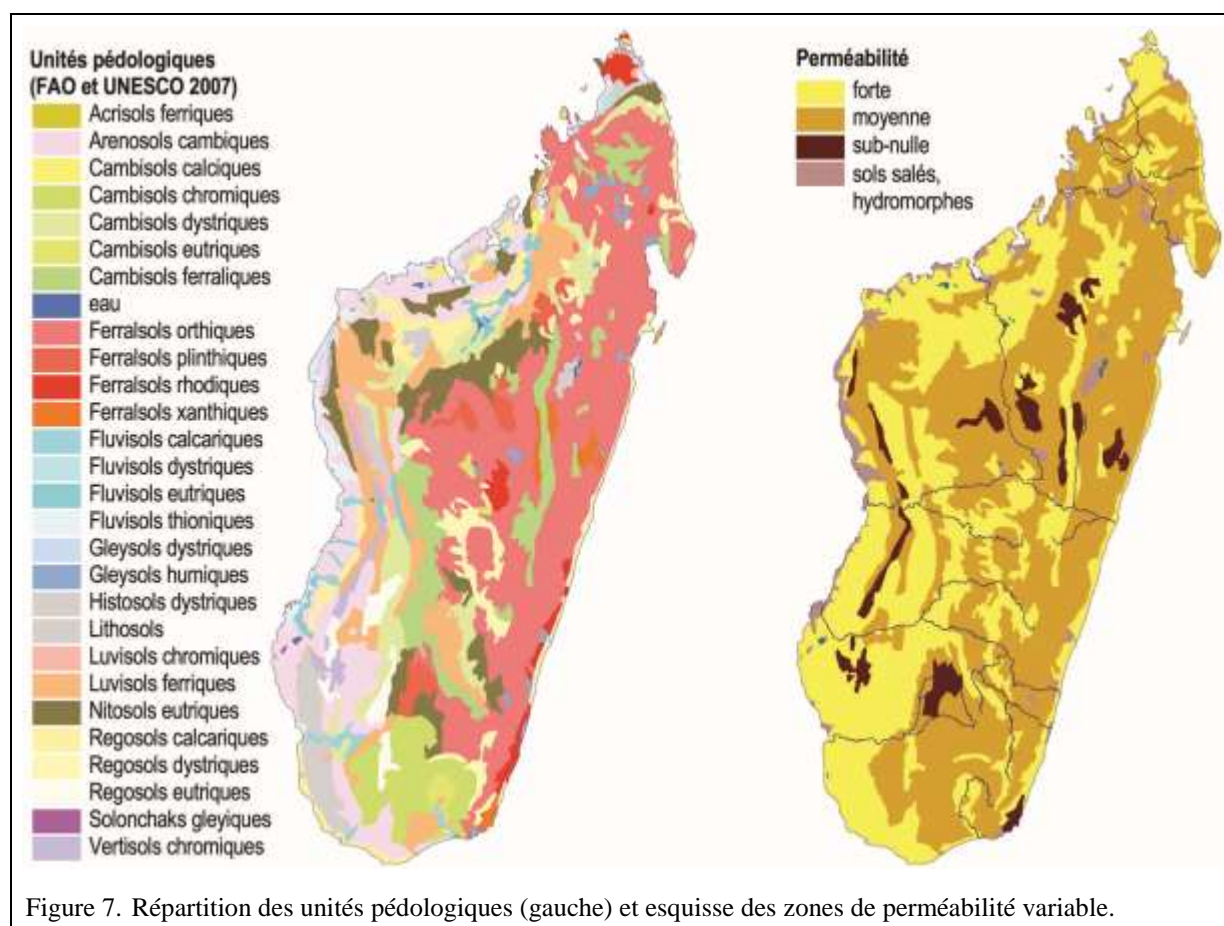 Unités pédologiques
(FAO et UNESCO 2007)
Acrisols ferriques
Arenosols cambiques
Cambisols calciques
Cambisols chromiques
Cambisols dystriques
Cambisols eutriques
Cambisols ferraliques
eau
Ferralsols orthiques
Ferralsols plinthiques
Ferralsols rhodiques
Ferralsols xanthiques
Fluvisols calcariques
Fluvisols dystriques
Fluvisols eutriques
Fluvisols thioniques
Gleysols dystriques
Gleysols humiques
Histosols dystriques
Lithosols
Luvisols chromiques
Luvisols ferriques
Nitosols eutriques
Regosols calcariques
Regosols dystriques
Regosols eutriques
Solonchaks gleyiques
Vertisols chromiques
Perméabilité
forte
moyenne
sub-nulle
sols salés,
hydromorphes
Figure 7. Répartition des unités pédologiques (gauche) et esquisse des zones de perméabilité variable.